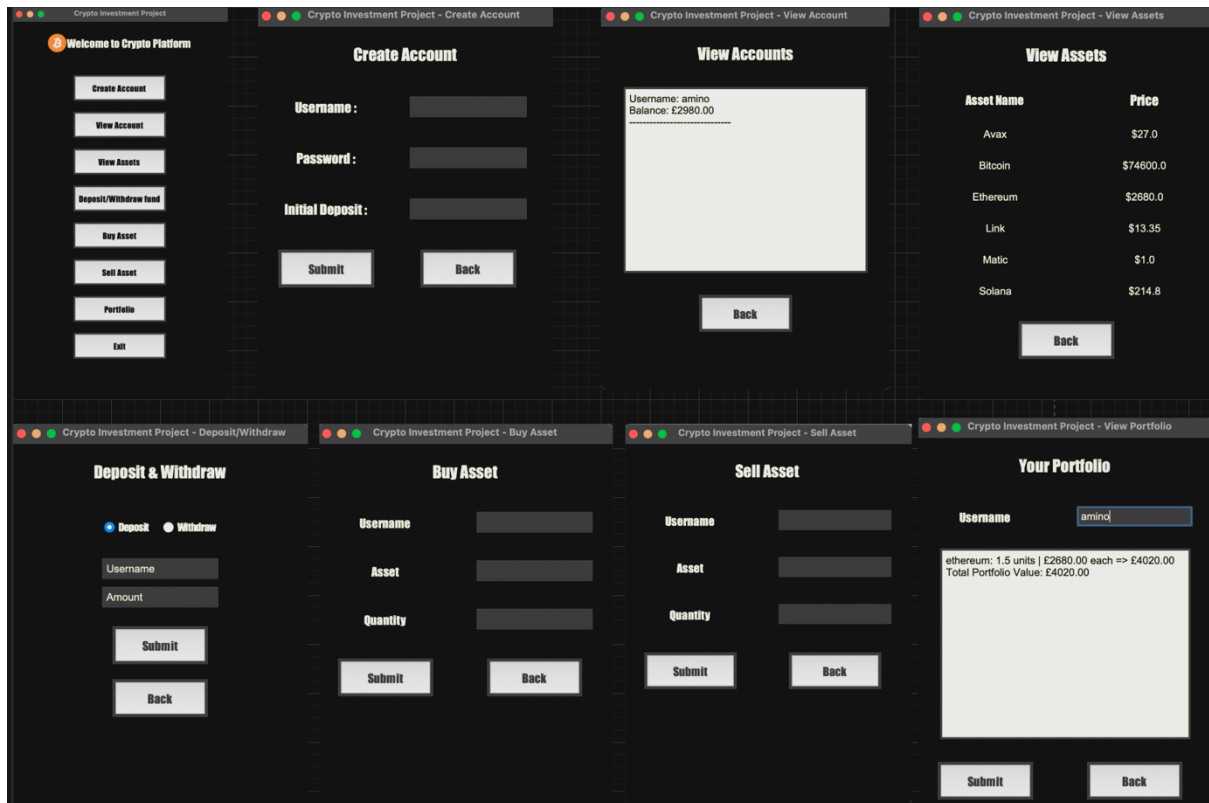 Crypto Investment Project
Welcome to Crypto Platform
Create Account
View Account
View Assets
Deposit/Withdraw fund
Buy Asset
Sell Asset
Portfolio
Exit
Crypto Investment Project - Create Account
Create Account
Username :
Password :
Initial Deposit :
Submit Back
Crypto Investment Project - View Account
View Accounts
Username: amino
Balance: £2980.00
------------------------------
Back
Crypto Investment Project - View Assets
View Assets
Asset Name Price
Avax $27.0
Bitcoin $74600.0
Ethereum $2680.0
Link $13.35
Matic $1.0
Solana $214.8
Back
Crypto Investment Project - Deposit/Withdraw
Deposit & Withdraw
Deposit Withdraw
Username
Amount
Submit
Back
Crypto Investment Project - Buy Asset
Buy Asset
Username
Asset
Quantity
Submit Back
Crypto Investment Project - Sell Asset
Sell Asset
Username
Asset
Quantity
Submit Back
Crypto Investment Project - View Portfolio
Your Portfolio
Username amino
ethereum: 1.5 units | £2680.00 each => £4020.00
Total Portfolio Value: £4020.00
Submit Back